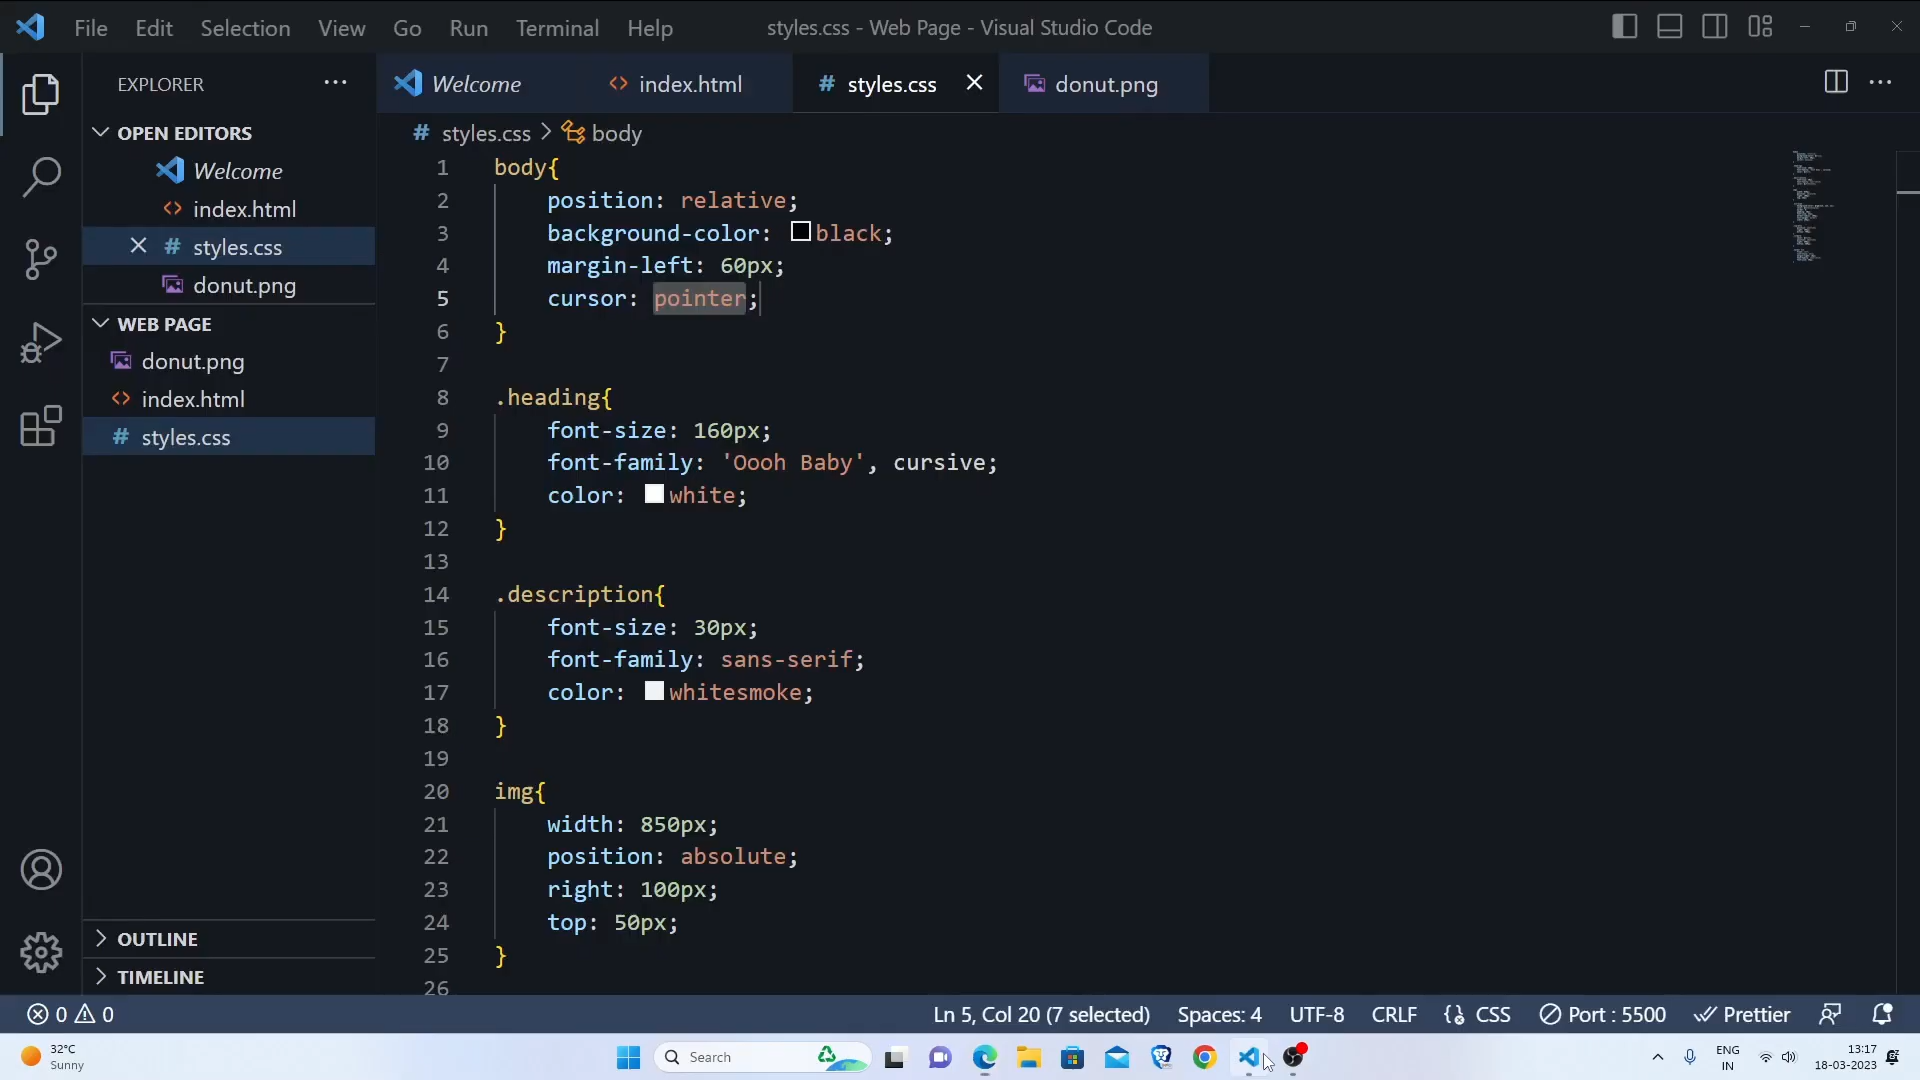 File Edit Selection View Go Run Terminal Help styles.css - Web Page - Visual Studio Code
EXPLORER
Welcome index.html styles.css donut.png
OPEN EDITORS
Welcome
index.html
styles.css
donut.png
WEB PAGE
donut.png
index.html
styles.css
OUTLINE
TIMELINE
# styles.css > body
1 body{
2 position: relative;
3 background-color: black;
4 margin-left: 60px;
5 cursor: pointer;
6 }
7
8 .heading{
9 font-size: 160px;
10 font-family: 'Oooh Baby', cursive;
11 color: white;
12 }
13
14 .description{
15 font-size: 30px;
16 font-family: sans-serif;
17 color: whitesmoke;
18 }
19
20 img{
21 width: 850px;
22 position: absolute;
23 right: 100px;
24 top: 50px;
25 }
26
0 0 Ln 5, Col 20 (7 selected) Spaces: 4 UTF-8 CRLF CSS Port : 5500 Prettier
32°C
Sunny
Search
ENG
IN
13:17
18-03-2023